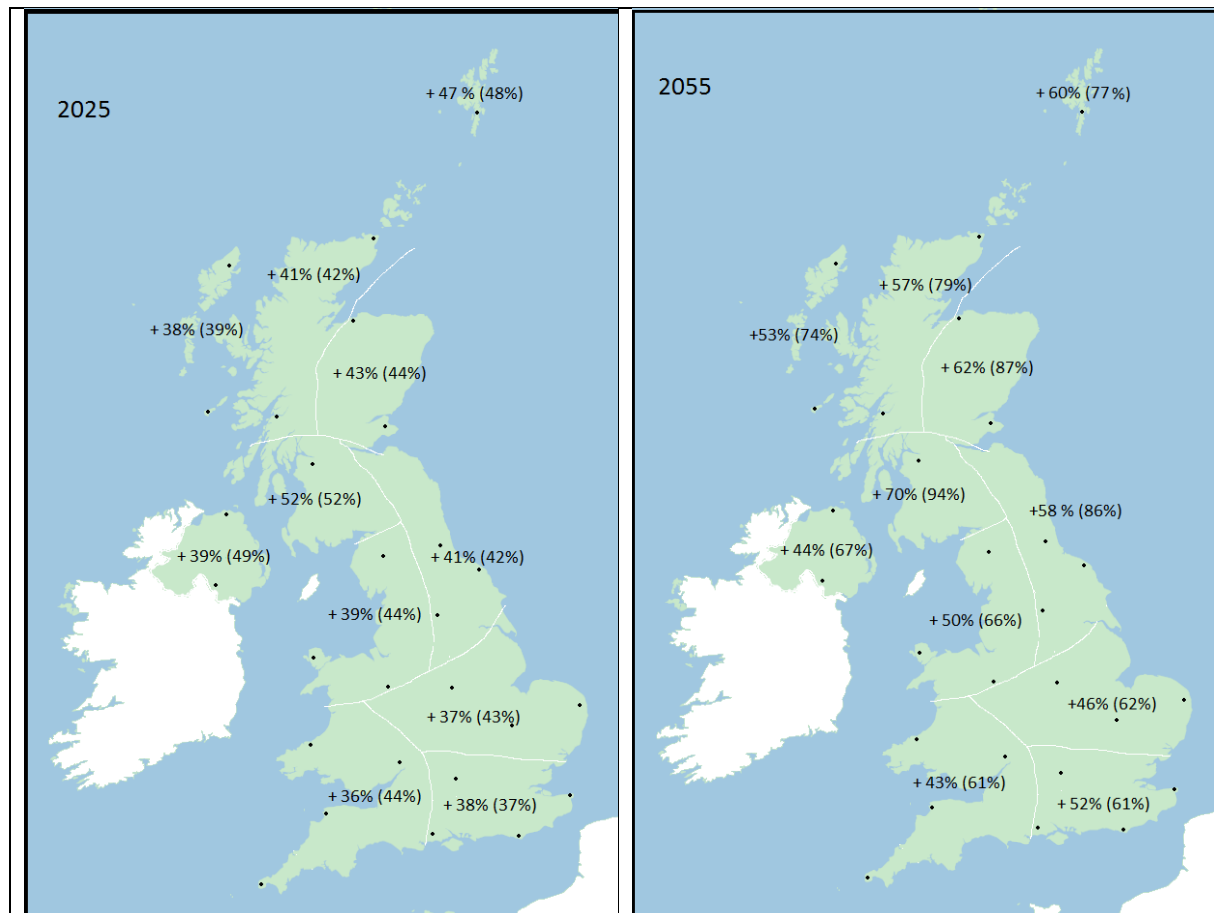 2025
+ 47 % (48%)
+ 41% (42%)
+ 38% (39%)
+ 43% (44%)
+ 52% (52%)
+ 39% (49%)
+ 41% (42%)
+ 39% (44%)
+ 37% (43%)
+ 36% (44%)
+ 38% (37%)
2055
+ 60% (77%)
+ 57% (79%)
+53% (74%)
+ 62% (87%)
+ 70% (94%)
+58 % (86%)
+ 44% (67%)
+ 50% (66%)
+46% (62%)
+ 43% (61%)
+ 52% (61%)